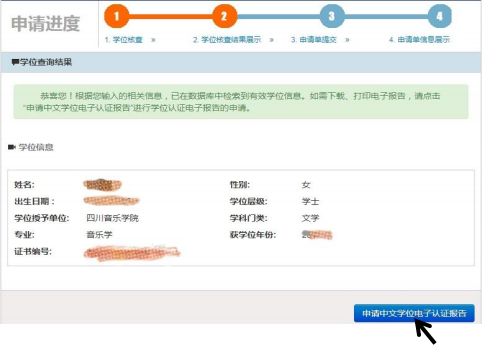 申请进度
1 2 3 4
1. 学位核查 » 2. 学位核查结果展示 » 3. 申请单提交 » 4. 申请单信息展示
学位查询结果
恭喜您！根据您输入的相关信息，已在数据库中检索到有效学位信息。如需下载、打印电子报告，请点击
“申请中文学位电子认证报告”进行学位认证电子报告的申请。
学位信息
姓名： 性别： 女
出生日期： 学位层级： 学士
学位授予单位： 四川音乐学院 学科门类： 文学
专业： 音乐学 获学位年份：
证书编号：
申请中文学位电子认证报告